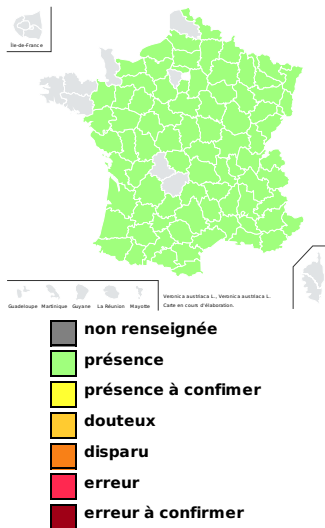 Île-de-France
Guadeloupe Martinique Guyane La Réunion Mayotte
Veronica austriaca L., Veronica austriaca L.
Carte en cours d'élaboration.
non renseignée
présence
présence à confimer
douteux
disparu
erreur
erreur à confirmer